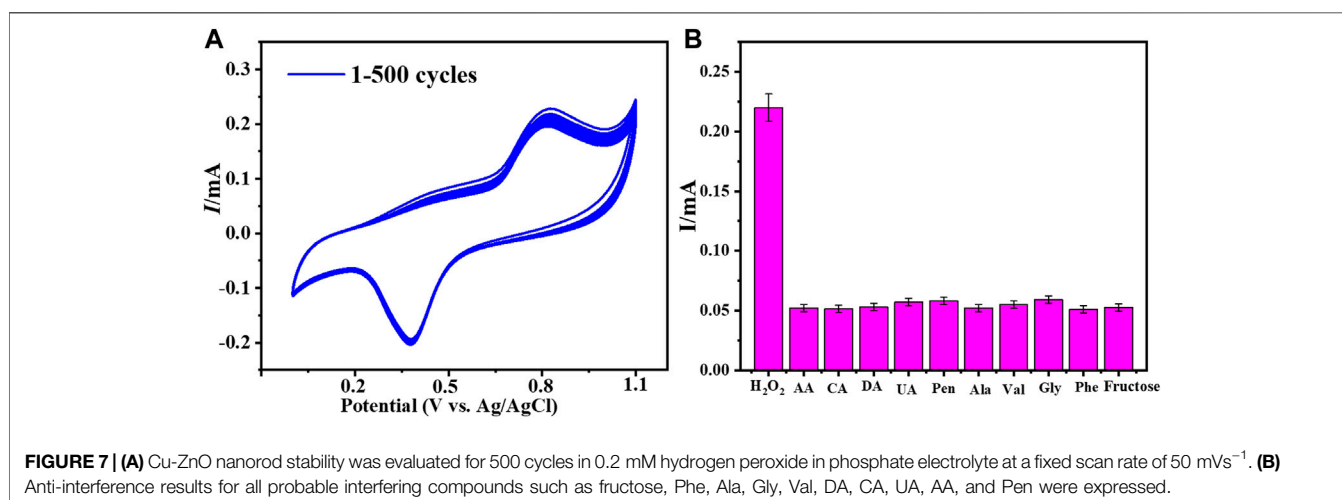 A
0.3
0.2
0.1
0.0
-0.1
-0.2
I/mA
1-500 cycles
0.2
0.5
0.8
1.1
Potential (V vs. Ag/AgCl)
B
0.25
0.20
0.15
0.10
0.05
0.00
I/mA
H₂O₂
AA
CA
DA
UA
Pen
Ala
Val
Gly
Phe
Fructose
FIGURE 7 | (A) Cu-ZnO nanorod stability was evaluated for 500 cycles in 0.2 mM hydrogen peroxide in phosphate electrolyte at a fixed scan rate of 50 mVs⁻¹. (B)
Anti-interference results for all probable interfering compounds such as fructose, Phe, Ala, Gly, Val, DA, CA, UA, AA, and Pen were expressed.